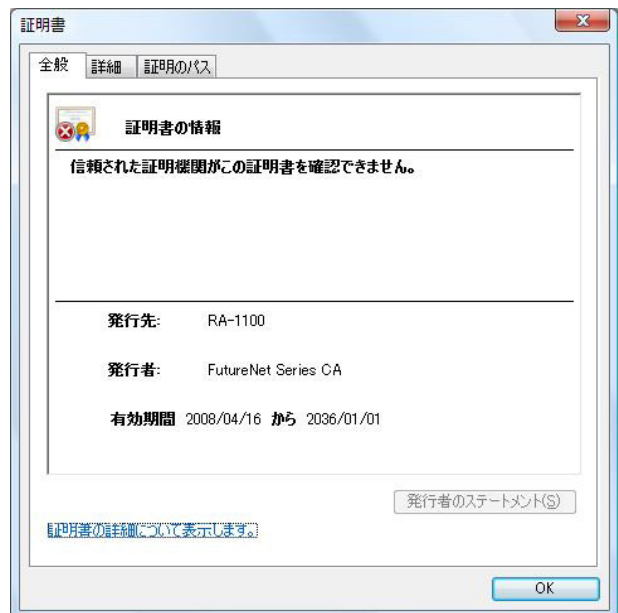 証明書
全般 詳細 証明のパス
証明書の情報
信頼された証明機関がこの証明書を確認できません。
発行先: RA-1100
発行者: FutureNet Series CA
有効期間 2008/04/16 から 2036/01/01
発行者のステートメント(S)
証明書の詳細について表示します。
OK